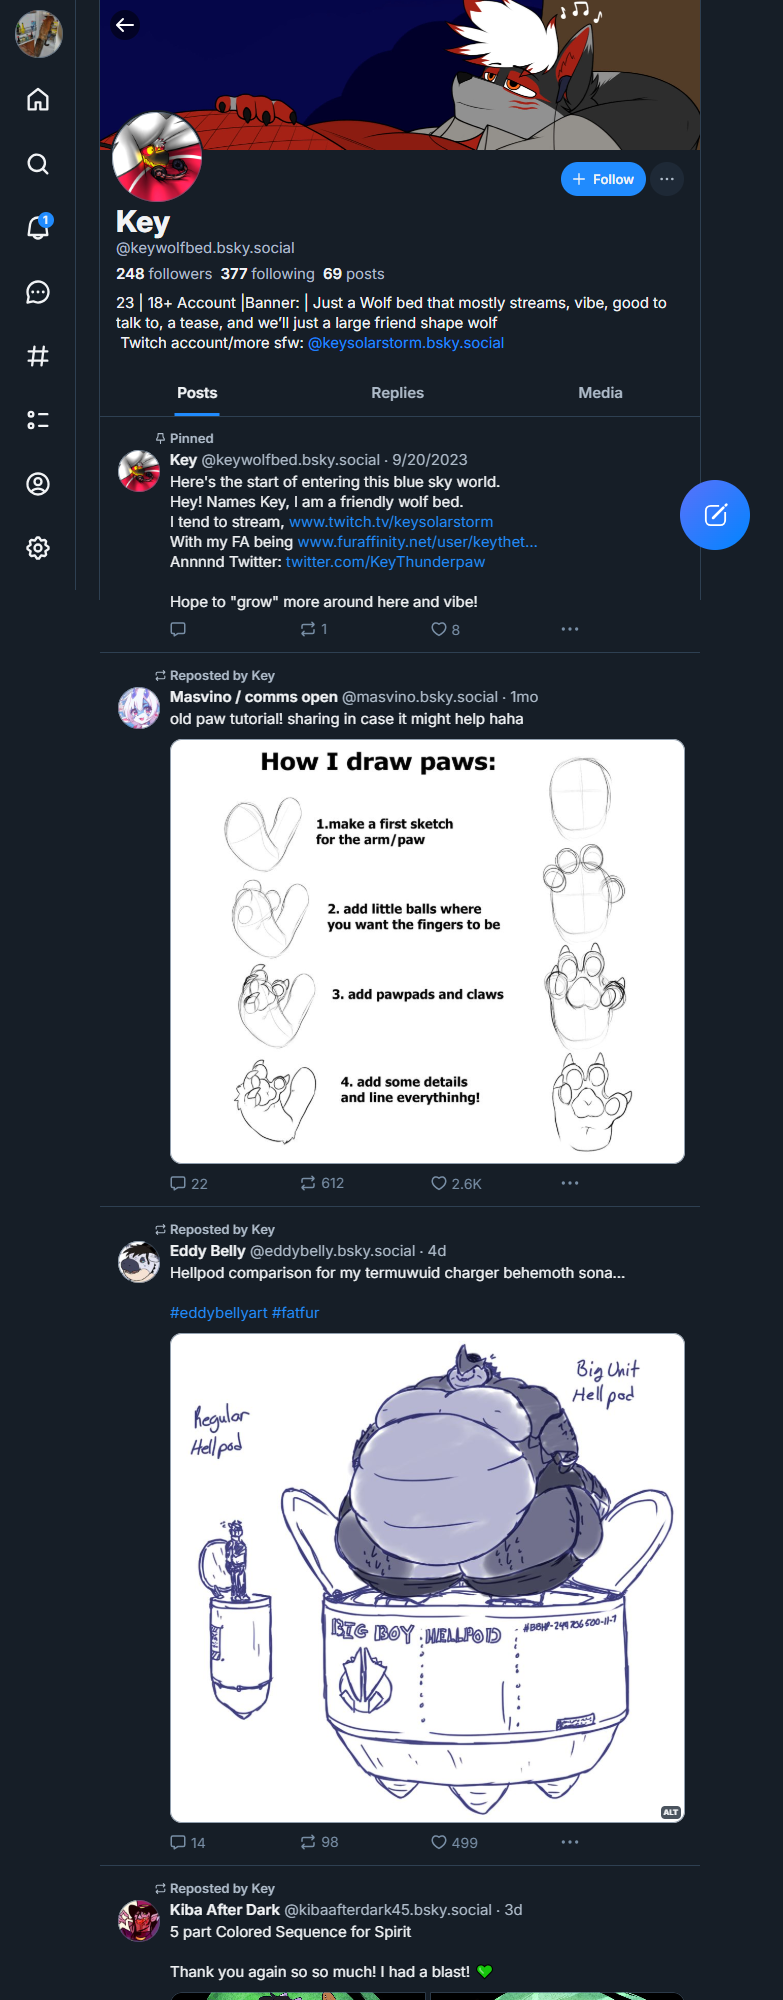 1
+ Follow
Key
@keywolfbed.bsky.social
248 followers 377 following 69 posts
23 | 18+ Account |Banner: | Just a Wolf bed that mostly streams, vibe, good to
talk to, a tease, and we'll just a large friend shape wolf
Twitch account/more sfw: @keysolarstorm.bsky.social
Posts Replies Media
Pinned
Key @keywolfbed.bsky.social · 9/20/2023
Here's the start of entering this blue sky world.
Hey! Names Key, I am a friendly wolf bed.
I tend to stream, www.twitch.tv/keysolarstorm
With my FA being www.furaffinity.net/user/keythet...
Annnnd Twitter: twitter.com/KeyThunderpaw
Hope to "grow" more around here and vibe!
1 8
Reposted by Key
Masvino / comms open @masvino.bsky.social · 1mo
old paw tutorial! sharing in case it might help haha
How I draw paws:
1.make a first sketch
for the arm/paw
2. add little balls where
you want the fingers to be
3. add pawpads and claws
4. add some details
and line everythinhg!
22 612 2.6K
Reposted by Key
Eddy Belly @eddybelly.bsky.social · 4d
Hellpod comparison for my termuwuid charger behemoth sona...
#eddybellyart #fatfur
Big Unit
Hellpod
Regular
Hellpod
BIG BOY HELLPOD
ALT
14 98 499
Reposted by Key
Kiba After Dark @kibaafterdark45.bsky.social · 3d
5 part Colored Sequence for Spirit
Thank you again so so much! I had a blast! 💚